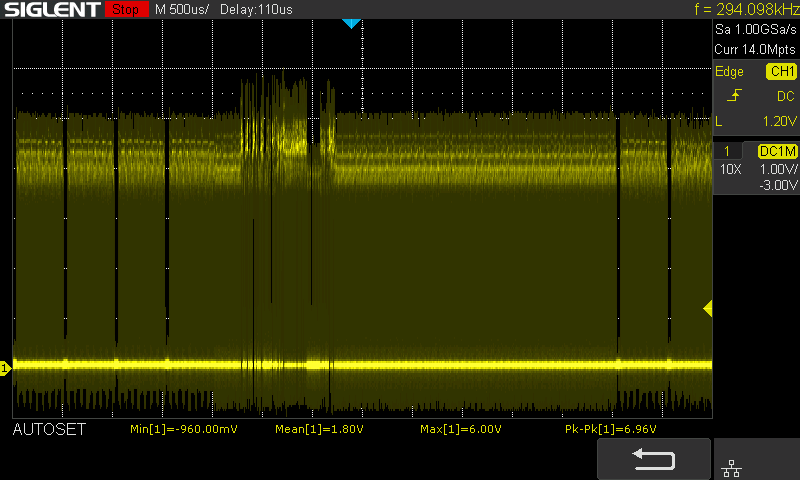 SIGLENT Stop M 500us/ Delay:110us f = 294.098kHz
Sa 1.00GSa/s
Curr 14.0Mpts
Edge CH1
DC
L 1.20V
1 DC1M
10X 1.00V/
-3.00V
1
AUTOSET Min[1]=-960.00mV Mean[1]=1.80V Max[1]=6.00V Pk-Pk[1]=6.96V